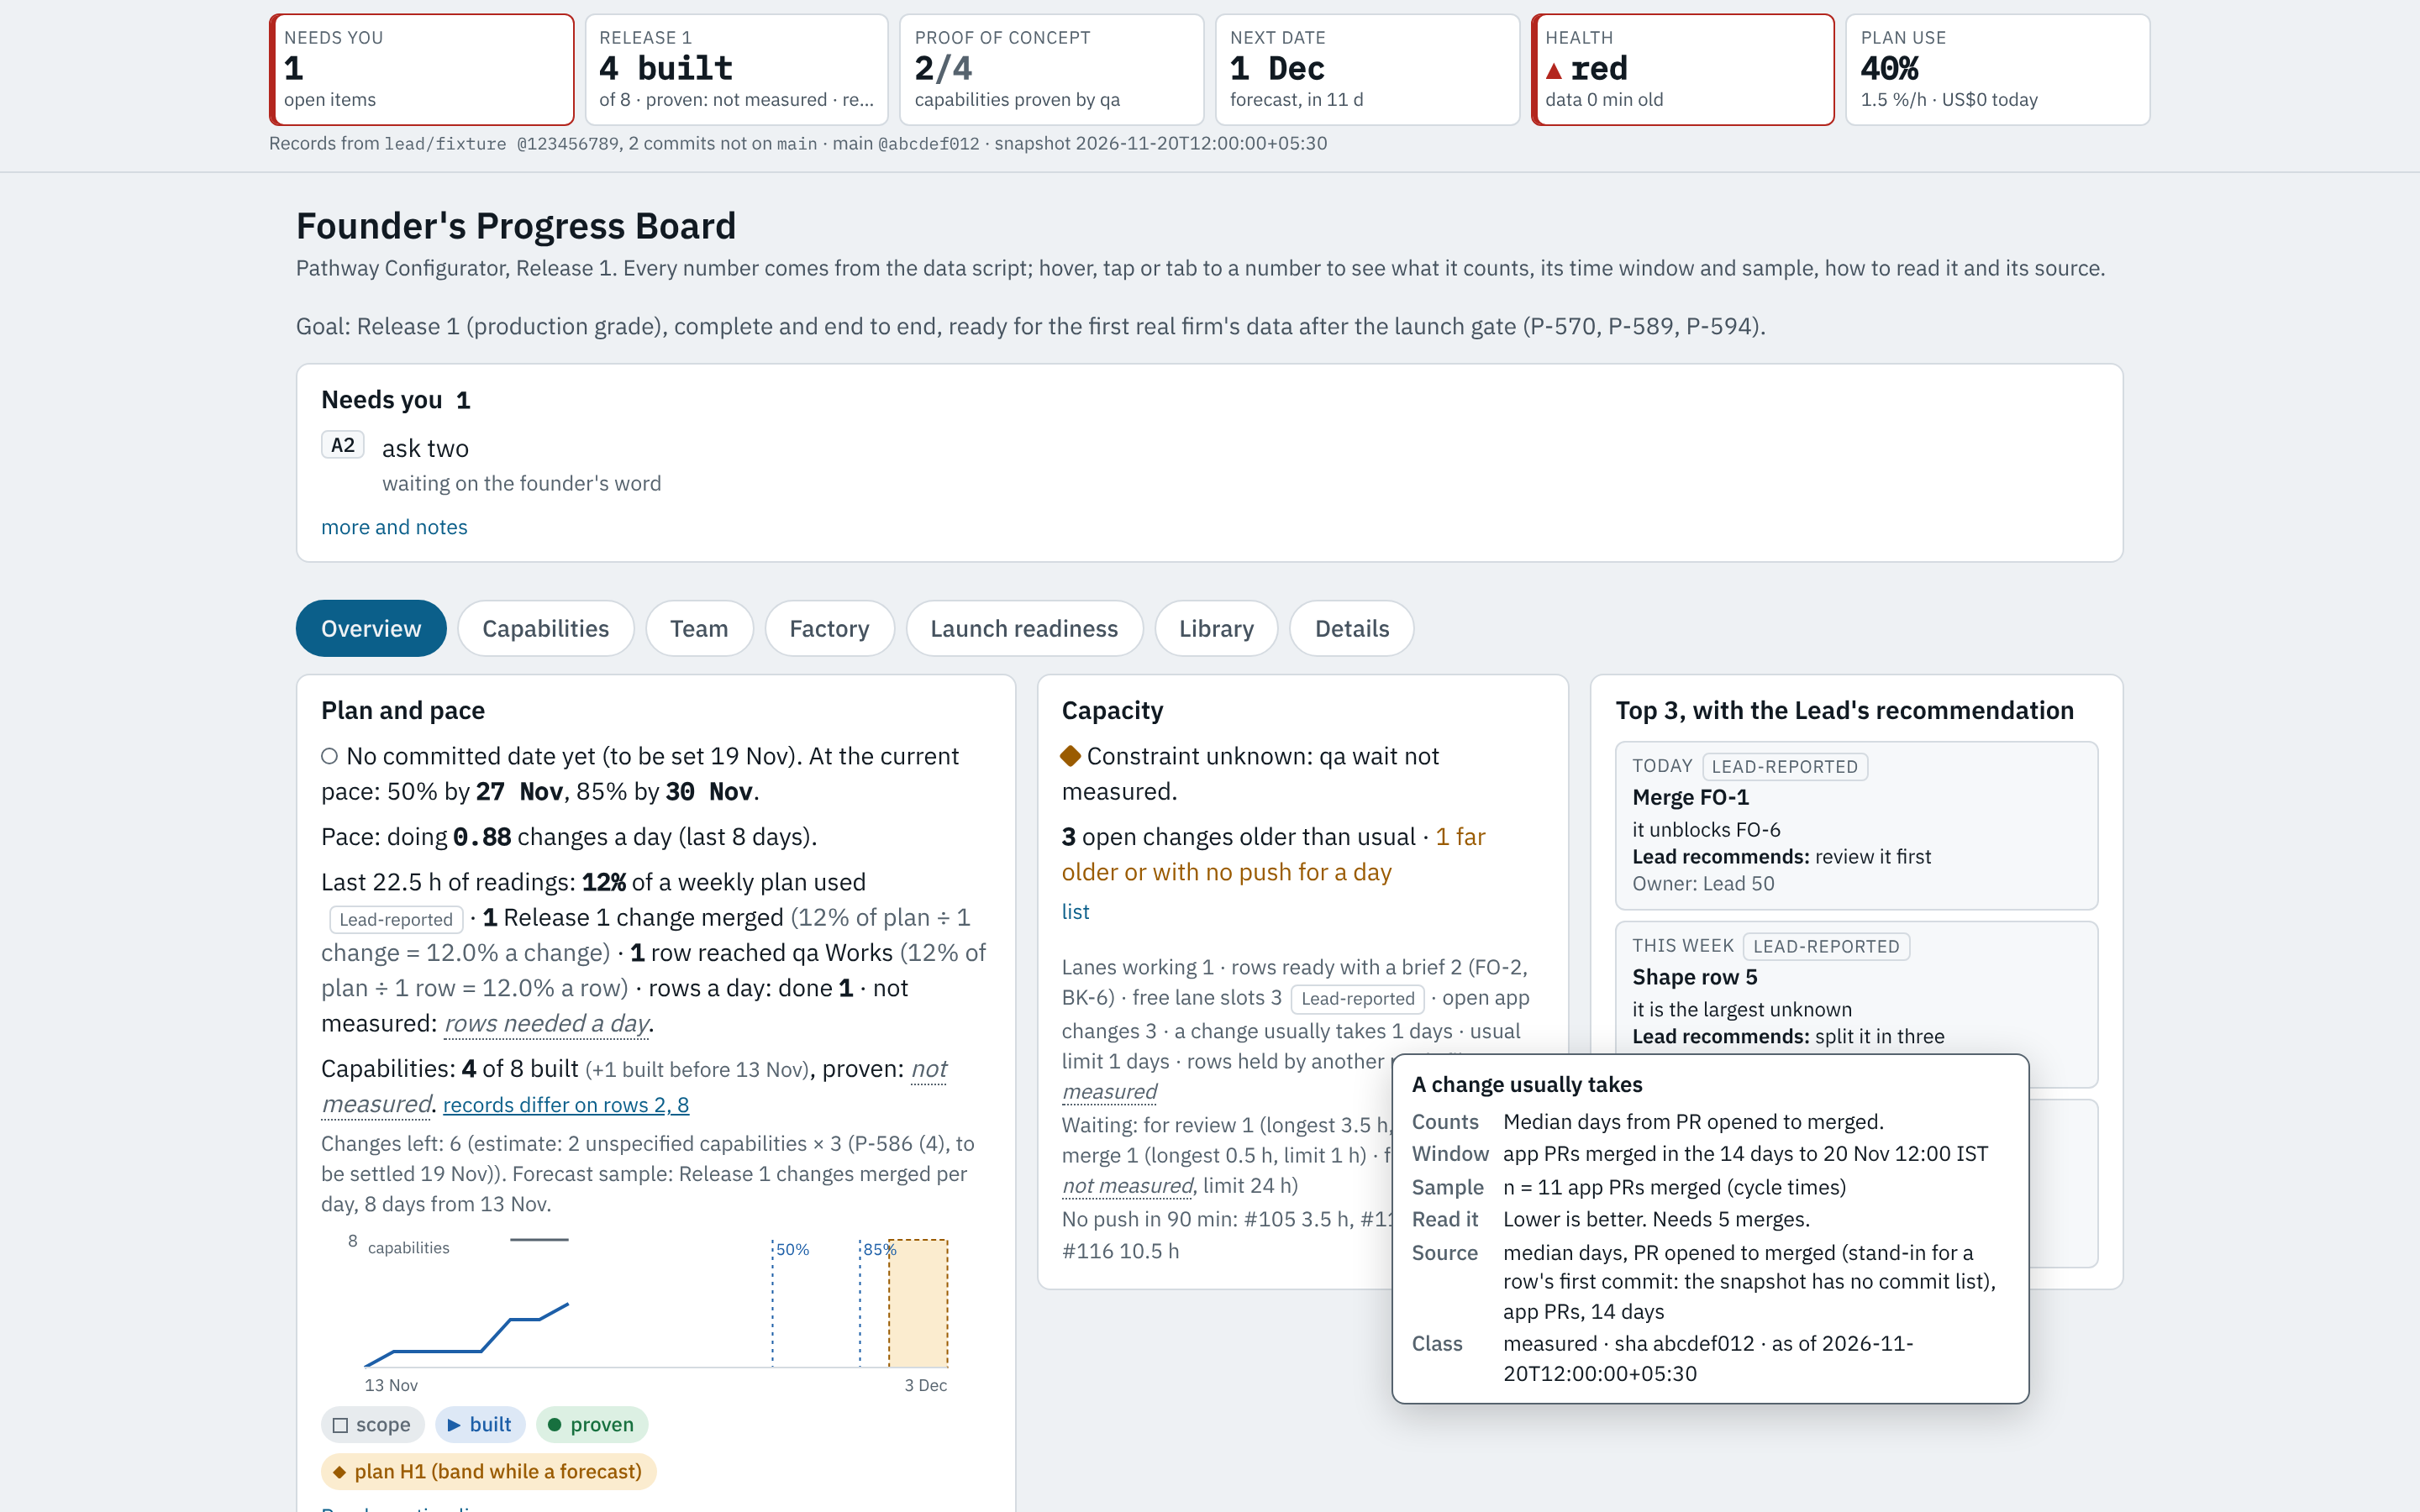 NEEDS YOU
1
open items
RELEASE 1
4 built
of 8 · proven: not measured · re...
PROOF OF CONCEPT
2/4
capabilities proven by qa
NEXT DATE
1 Dec
forecast, in 11 d
HEALTH
▲ red
data 0 min old
PLAN USE
40%
1.5 %/h · US$0 today
Records from lead/fixture @123456789, 2 commits not on main · main @abcdef012 · snapshot 2026-11-20T12:00:00+05:30
Founder's Progress Board
Pathway Configurator, Release 1. Every number comes from the data script; hover, tap or tab to a number to see what it counts, its time window and sample, how to read it and its source.
Goal: Release 1 (production grade), complete and end to end, ready for the first real firm's data after the launch gate (P-570, P-589, P-594).
Needs you 1
A2 ask two
waiting on the founder's word
more and notes
Overview
Capabilities
Team
Factory
Launch readiness
Library
Details
Plan and pace
No committed date yet (to be set 19 Nov). At the current
pace: 50% by 27 Nov, 85% by 30 Nov.
Pace: doing 0.88 changes a day (last 8 days).
Last 22.5 h of readings: 12% of a weekly plan used
Lead-reported · 1 Release 1 change merged (12% of plan ÷ 1
change = 12.0% a change) · 1 row reached qa Works (12% of
plan ÷ 1 row = 12.0% a row) · rows a day: done 1 · not
measured: rows needed a day.
Capabilities: 4 of 8 built (+1 built before 13 Nov), proven: not
measured. records differ on rows 2, 8
Changes left: 6 (estimate: 2 unspecified capabilities × 3 (P-586 (4), to
be settled 19 Nov)). Forecast sample: Release 1 changes merged per
day, 8 days from 13 Nov.
8 capabilities
50%
85%
13 Nov
3 Dec
scope
built
proven
plan H1 (band while a forecast)
Capacity
Constraint unknown: qa wait not
measured.
3 open changes older than usual · 1 far
older or with no push for a day
list
Lanes working 1 · rows ready with a brief 2 (FO-2,
BK-6) · free lane slots 3 Lead-reported · open app
changes 3 · a change usually takes 1 days · usual
limit 1 days · rows held by another
measured
Waiting: for review 1 (longest 3.5 h,
merge 1 (longest 0.5 h, limit 1 h) ·
not measured, limit 24 h)
No push in 90 min: #105 3.5 h,
#116 10.5 h
Top 3, with the Lead's recommendation
TODAY LEAD-REPORTED
Merge FO-1
it unblocks FO-6
Lead recommends: review it first
Owner: Lead 50
THIS WEEK LEAD-REPORTED
Shape row 5
it is the largest unknown
Lead recommends: split it in three
A change usually takes
Counts Median days from PR opened to merged.
Window app PRs merged in the 14 days to 20 Nov 12:00 IST
Sample n = 11 app PRs merged (cycle times)
Read it Lower is better. Needs 5 merges.
Source median days, PR opened to merged (stand-in for a
row's first commit: the snapshot has no commit list),
app PRs, 14 days
Class measured · sha abcdef012 · as of 2026-11-
20T12:00:00+05:30